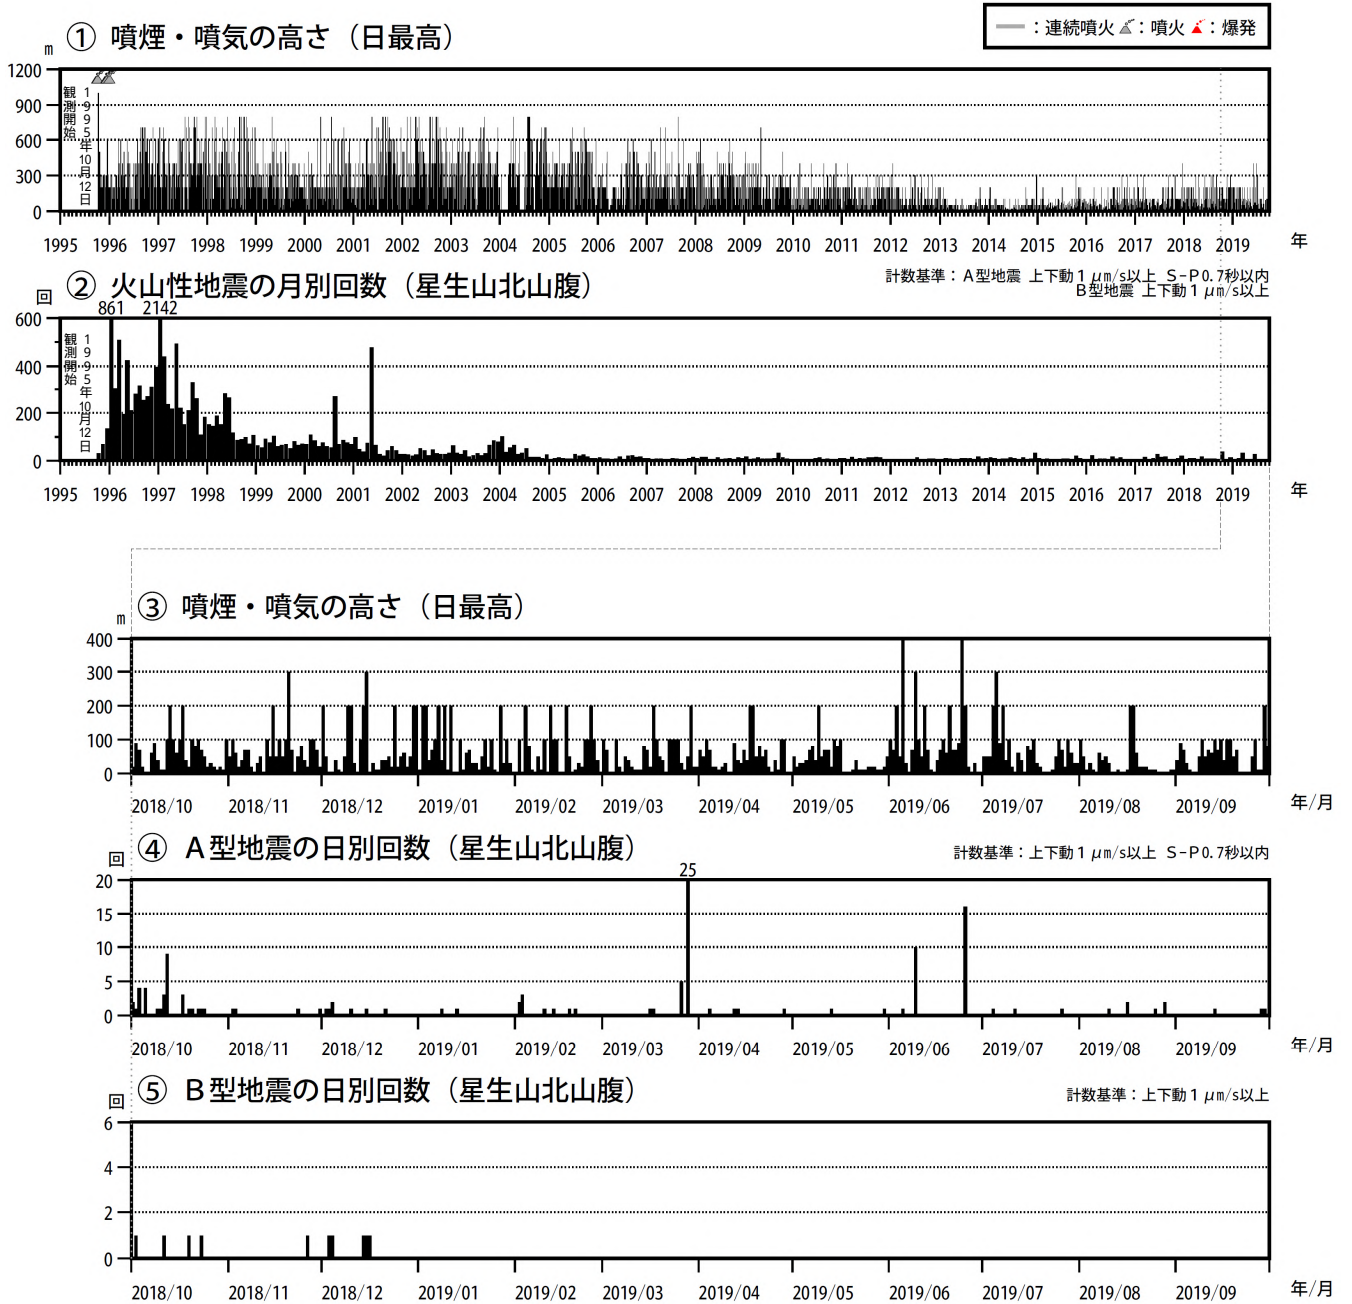 ：連続噴火 ：噴火 ：爆発
① 噴煙・噴気の高さ（日最高）
m
1200
900
600
300
0
観測開始
1995年10月12日
1995 1996 1997 1998 1999 2000 2001 2002 2003 2004 2005 2006 2007 2008 2009 2010 2011 2012 2013 2014 2015 2016 2017 2018 2019 年
② 火山性地震の月別回数（星生山北山腹）
計数基準：Ａ型地震 上下動１μm/s以上 Ｓ−Ｐ0.7秒以内
Ｂ型地震 上下動１μm/s以上
回
861 2142
600
400
200
0
観測開始
1995年10月12日
1995 1996 1997 1998 1999 2000 2001 2002 2003 2004 2005 2006 2007 2008 2009 2010 2011 2012 2013 2014 2015 2016 2017 2018 2019 年
③ 噴煙・噴気の高さ（日最高）
m
400
300
200
100
0
2018/10 2018/11 2018/12 2019/01 2019/02 2019/03 2019/04 2019/05 2019/06 2019/07 2019/08 2019/09 年/月
④ Ａ型地震の日別回数（星生山北山腹）
計数基準：上下動１μm/s以上 Ｓ−Ｐ0.7秒以内
回
25
20
15
10
5
0
2018/10 2018/11 2018/12 2019/01 2019/02 2019/03 2019/04 2019/05 2019/06 2019/07 2019/08 2019/09 年/月
⑤ Ｂ型地震の日別回数（星生山北山腹）
計数基準：上下動１μm/s以上
回
6
4
2
0
2018/10 2018/11 2018/12 2019/01 2019/02 2019/03 2019/04 2019/05 2019/06 2019/07 2019/08 2019/09 年/月